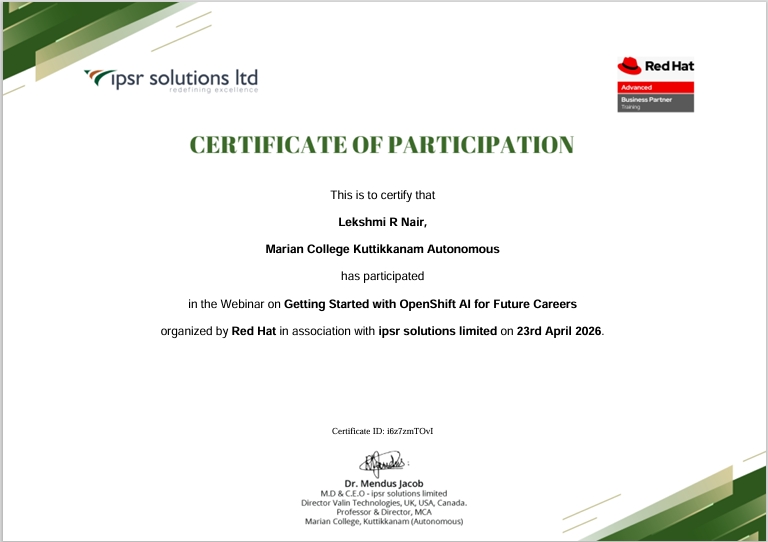 ipsr solutions ltd
redefining excellence
Red Hat
Advanced
Business Partner
Training
CERTIFICATE OF PARTICIPATION
This is to certify that
Lekshmi R Nair,
Marian College Kuttikkanam Autonomous
has participated
in the Webinar on Getting Started with OpenShift AI for Future Careers
organized by Red Hat in association with ipsr solutions limited on 23rd April 2026.
Certificate ID: i6z7zmTOvI
Dr. Mendus Jacob
M.D & C.E.O - ipsr solutions limited
Director Valin Technologies, UK, USA, Canada.
Professor & Director, MCA
Marian College, Kuttikkanam (Autonomous)